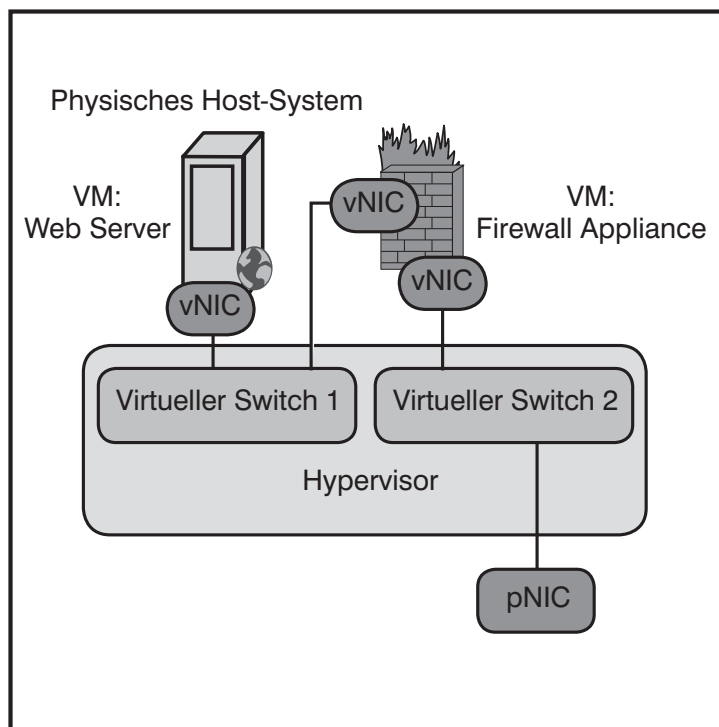 Physisches Host-System
VM:
Web Server
vNIC
VM:
Firewall Appliance
vNIC
vNIC
Virtueller Switch 1
Virtueller Switch 2
Hypervisor
pNIC